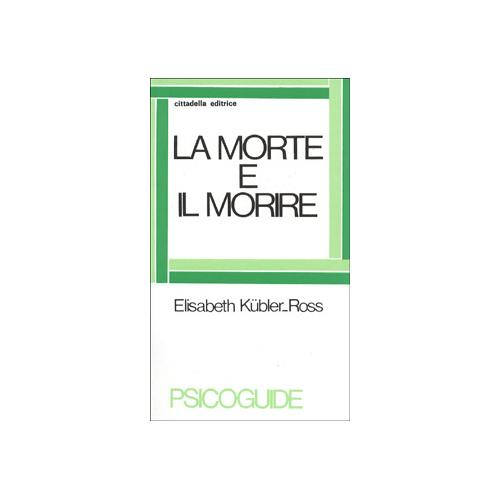 cittadella editrice
LA MORTE
E
IL MORIRE
Elisabeth Kübler-Ross
PSICOGUIDE